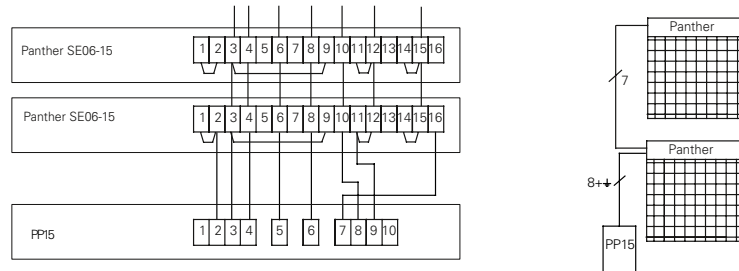 Panther SE06-15 1 2 3 4 5 6 7 8 9 10 11 12 13 14 15 16
Panther SE06-15 1 2 3 4 5 6 7 8 9 10 11 12 13 14 15 16
PP15 1 2 3 4 5 6 7 8 9 10
Panther
7
Panther
8+⏚
PP15